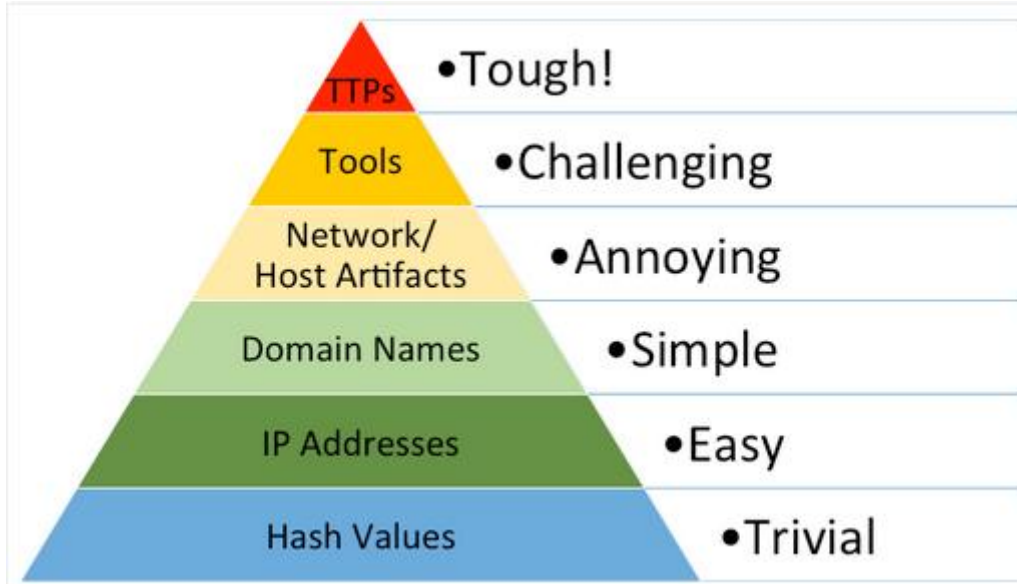 TTPs
•Tough!
Tools
•Challenging
Network/
Host Artifacts
•Annoying
Domain Names
•Simple
IP Addresses
•Easy
Hash Values
•Trivial